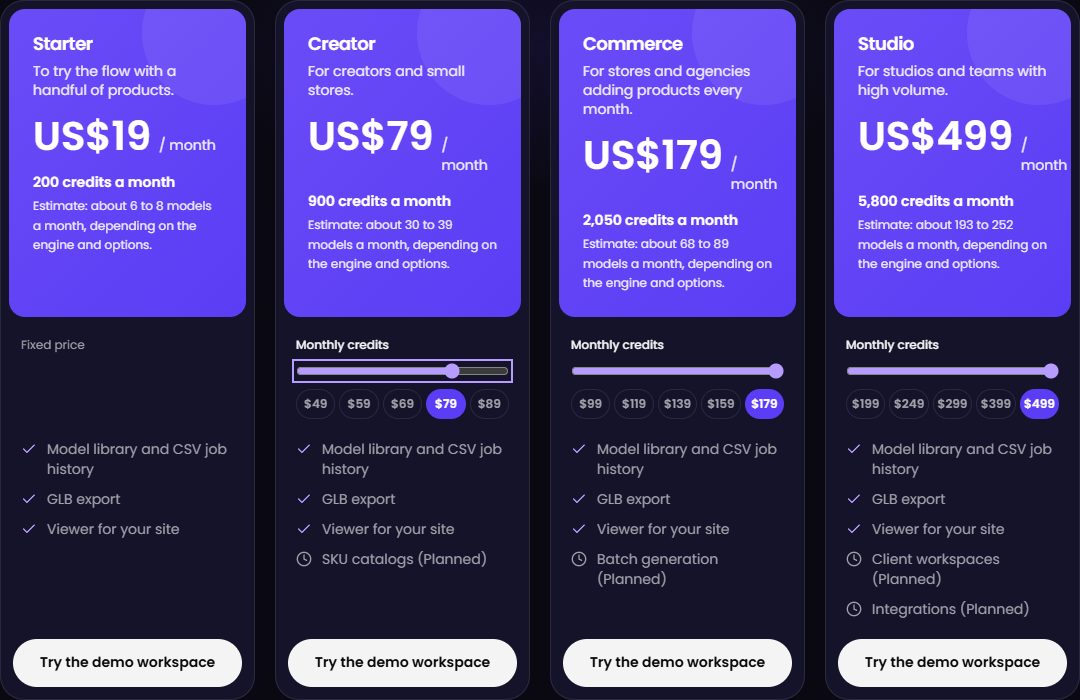 Starter
To try the flow with a
handful of products.
US$19 / month
200 credits a month
Estimate: about 6 to 8 models
a month, depending on the
engine and options.
Fixed price
Model library and CSV job
history
GLB export
Viewer for your site
Try the demo workspace
Creator
For creators and small
stores.
US$79 /
month
900 credits a month
Estimate: about 30 to 39
models a month, depending on
the engine and options.
Monthly credits
$49 $59 $69 $79 $89
Model library and CSV job
history
GLB export
Viewer for your site
SKU catalogs (Planned)
Try the demo workspace
Commerce
For stores and agencies
adding products every
month.
US$179 /
month
2,050 credits a month
Estimate: about 68 to 89
models a month, depending on
the engine and options.
Monthly credits
$99 $119 $139 $159 $179
Model library and CSV job
history
GLB export
Viewer for your site
Batch generation
(Planned)
Try the demo workspace
Studio
For studios and teams with
high volume.
US$499 /
month
5,800 credits a month
Estimate: about 193 to 252
models a month, depending on
the engine and options.
Monthly credits
$199 $249 $299 $399 $499
Model library and CSV job
history
GLB export
Viewer for your site
Client workspaces
(Planned)
Integrations (Planned)
Try the demo workspace